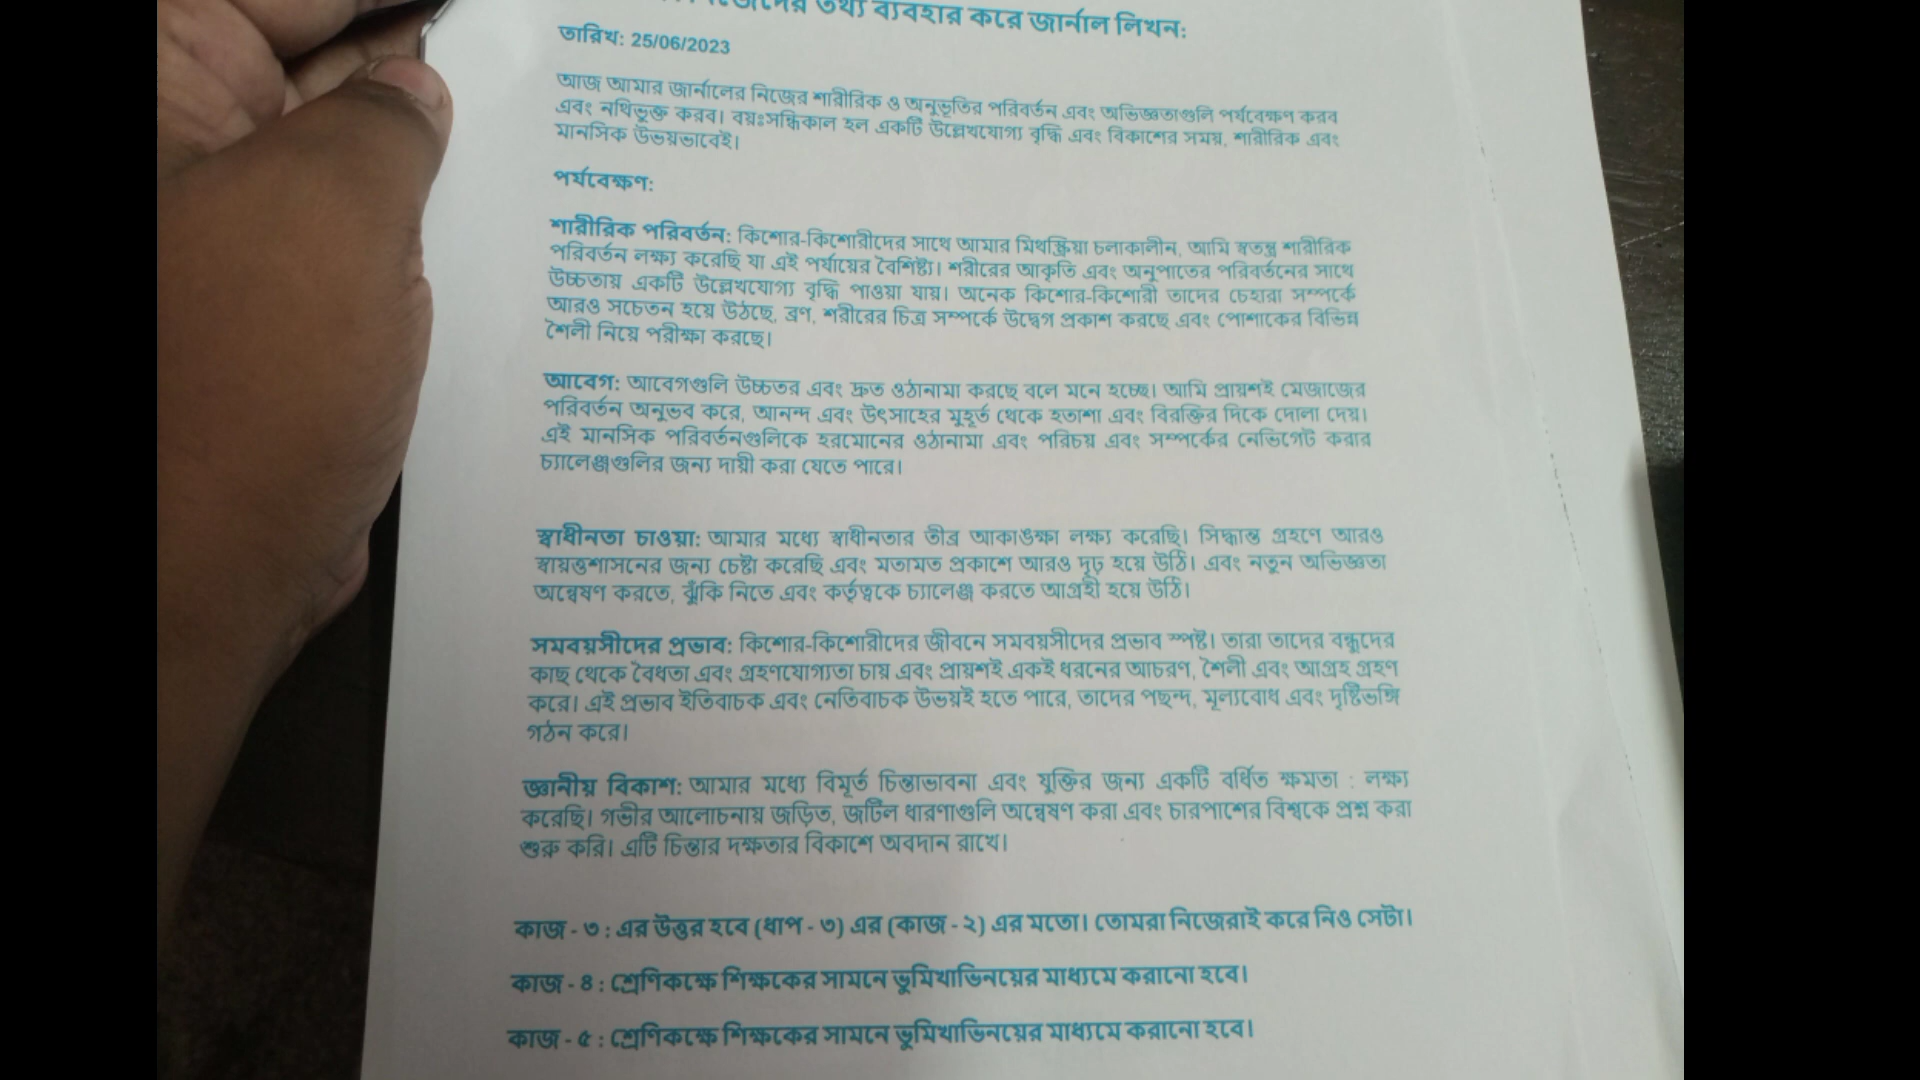 তথ্য ব্যবহার করে জার্নাল লিখন:
তারিখ: 25/06/2023
আজ আমার জার্নালের নিজের শারীরিক ও অনুভূতির পরিবর্তন এবং অভিজ্ঞতাগুলি পর্যবেক্ষণ করব
এবং নথিভুক্ত করব। বয়ঃসন্ধিকাল হল একটি উল্লেখযোগ্য বৃদ্ধি এবং বিকাশের সময়, শারীরিক এবং
মানসিক উভয়ভাবেই।
পর্যবেক্ষণ:
শারীরিক পরিবর্তন: কিশোর-কিশোরীদের সাথে আমার মিথস্ক্রিয়া চলাকালীন, আমি স্বতন্ত্র শারীরিক
পরিবর্তন লক্ষ্য করেছি যা এই পর্যায়ের বৈশিষ্ট্য। শরীরের আকৃতি এবং অনুপাতের পরিবর্তনের সাথে
উচ্চতায় একটি উল্লেখযোগ্য বৃদ্ধি পাওয়া যায়। অনেক কিশোর-কিশোরী তাদের চেহারা সম্পর্কে
আরও সচেতন হয়ে উঠছে, ব্রণ, শরীরের চিত্র সম্পর্কে উদ্বেগ প্রকাশ করছে এবং পোশাকের বিভিন্ন
শৈলী নিয়ে পরীক্ষা করছে।
আবেগ: আবেগগুলি উচ্চতর এবং দ্রুত ওঠানামা করছে বলে মনে হচ্ছে। আমি প্রায়শই মেজাজের
পরিবর্তন অনুভব করে, আনন্দ এবং উৎসাহের মুহূর্ত থেকে হতাশা এবং বিরক্তির দিকে দোলা দেয়।
এই মানসিক পরিবর্তনগুলিকে হরমোনের ওঠানামা এবং পরিচয় এবং সম্পর্কের নেভিগেট করার
চ্যালেঞ্জগুলির জন্য দায়ী করা যেতে পারে।
স্বাধীনতা চাওয়া: আমার মধ্যে স্বাধীনতার তীব্র আকাঙক্ষা লক্ষ্য করেছি। সিদ্ধান্ত গ্রহণে আরও
স্বায়ত্তশাসনের জন্য চেষ্টা করেছি এবং মতামত প্রকাশে আরও দৃঢ় হয়ে উঠি। এবং নতুন অভিজ্ঞতা
অন্বেষণ করতে, ঝুঁকি নিতে এবং কর্তৃত্বকে চ্যালেঞ্জ করতে আগ্রহী হয়ে উঠি।
সমবয়সীদের প্রভাব: কিশোর-কিশোরীদের জীবনে সমবয়সীদের প্রভাব স্পষ্ট। তারা তাদের বন্ধুদের
কাছ থেকে বৈধতা এবং গ্রহণযোগ্যতা চায় এবং প্রায়শই একই ধরনের আচরণ, শৈলী এবং আগ্রহ গ্রহণ
করে। এই প্রভাব ইতিবাচক এবং নেতিবাচক উভয়ই হতে পারে, তাদের পছন্দ, মূল্যবোধ এবং দৃষ্টিভঙ্গি
গঠন করে।
জ্ঞানীয় বিকাশ: আমার মধ্যে বিমূর্ত চিন্তাভাবনা এবং যুক্তির জন্য একটি বর্ধিত ক্ষমতা : লক্ষ্য
করেছি। গভীর আলোচনায় জড়িত, জটিল ধারণাগুলি অন্বেষণ করা এবং চারপাশের বিশ্বকে প্রশ্ন করা
শুরু করি। এটি চিন্তার দক্ষতার বিকাশে অবদান রাখে।
কাজ - ৩ : এর উত্তর হবে (ধাপ - ৩) এর (কাজ - ২) এর মতো। তোমরা নিজেরাই করে নিও সেটা।
কাজ - ৪ : শ্রেণিকক্ষে শিক্ষকের সামনে ভূমিখাভিনয়ের মাধ্যমে করানো হবে।
কাজ - ৫ : শ্রেণিকক্ষে শিক্ষকের সামনে ভূমিখাভিনয়ের মাধ্যমে করানো হবে।